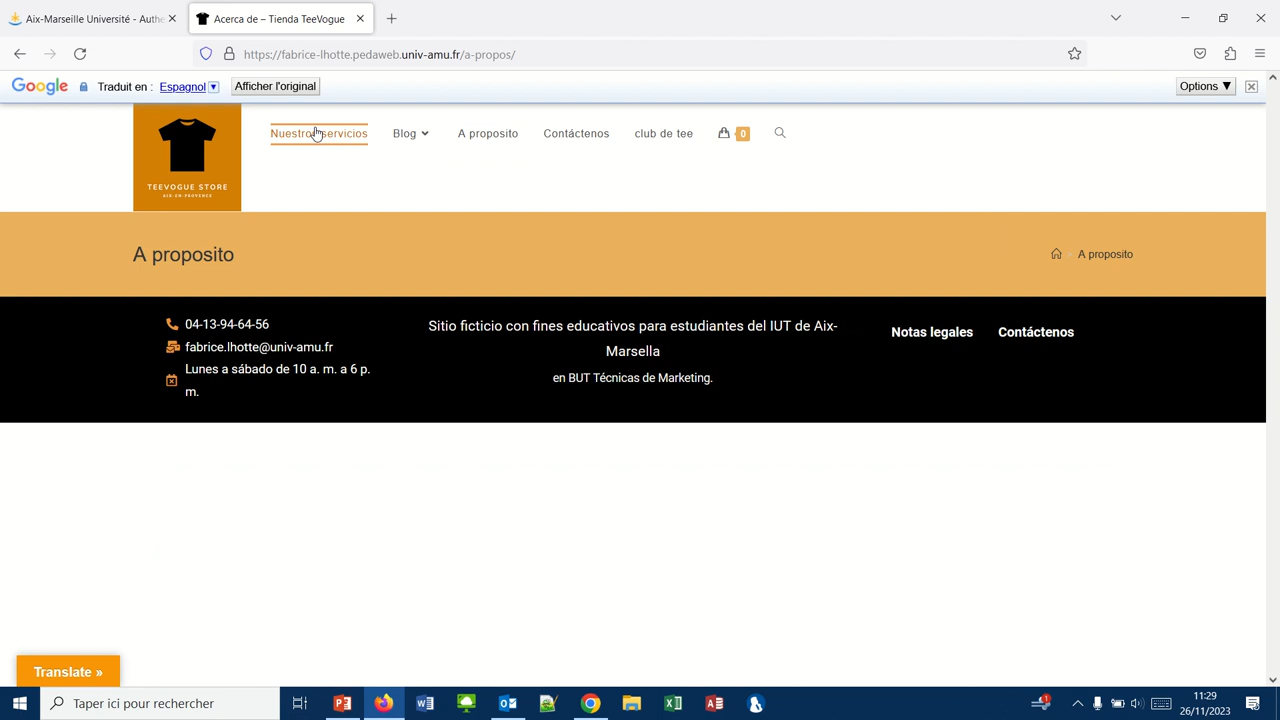 Aix-Marseille Université - Authe
Acerca de – Tienda TeeVogue
https://fabrice-lhotte.pedaweb.univ-amu.fr/a-propos/
Google Traduit en : Espagnol Afficher l'original Options ▼
Nuestros servicios Blog A proposito Contáctenos club de tee 0
TEEVOGUE STORE
AIX-EN-PROVENCE
A proposito
A proposito
04-13-94-64-56
fabrice.lhotte@univ-amu.fr
Lunes a sábado de 10 a. m. a 6 p.
m.
Sitio ficticio con fines educativos para estudiantes del IUT de Aix-
Marsella
en BUT Técnicas de Marketing.
Notas legales Contáctenos
Translate »
Taper ici pour rechercher
11:29
26/11/2023